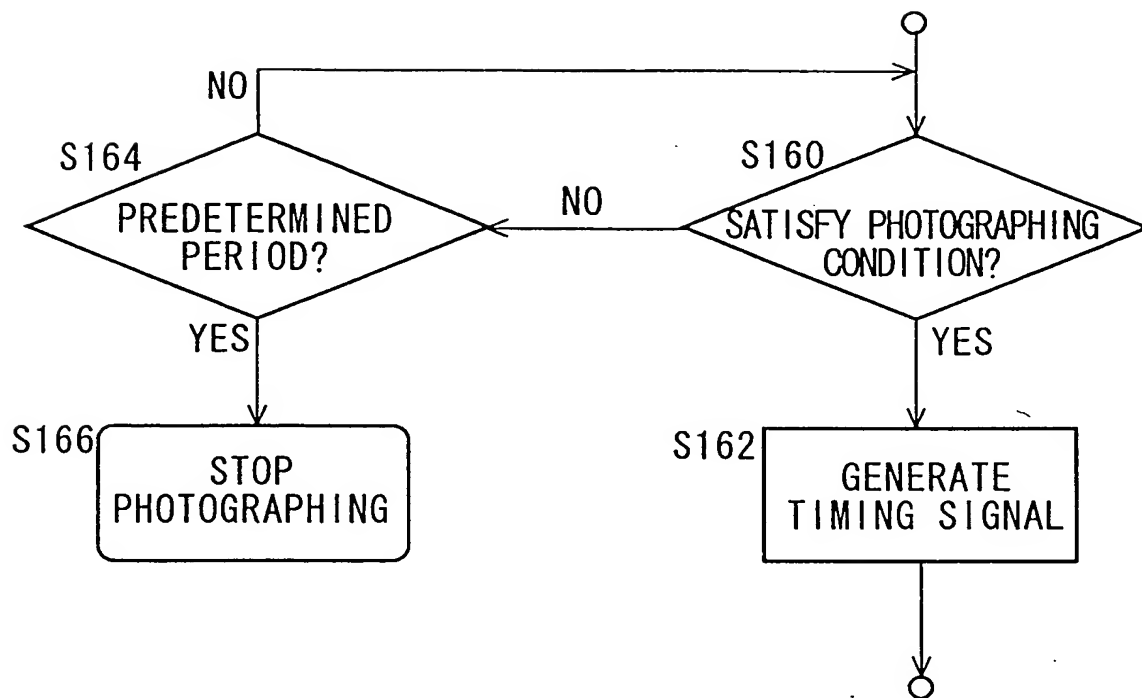 NO
S164
PREDETERMINED
PERIOD?
YES
S166
STOP
PHOTOGRAPHING
NO
S160
SATISFY PHOTOGRAPHING
CONDITION?
YES
S162
GENERATE
TIMING SIGNAL